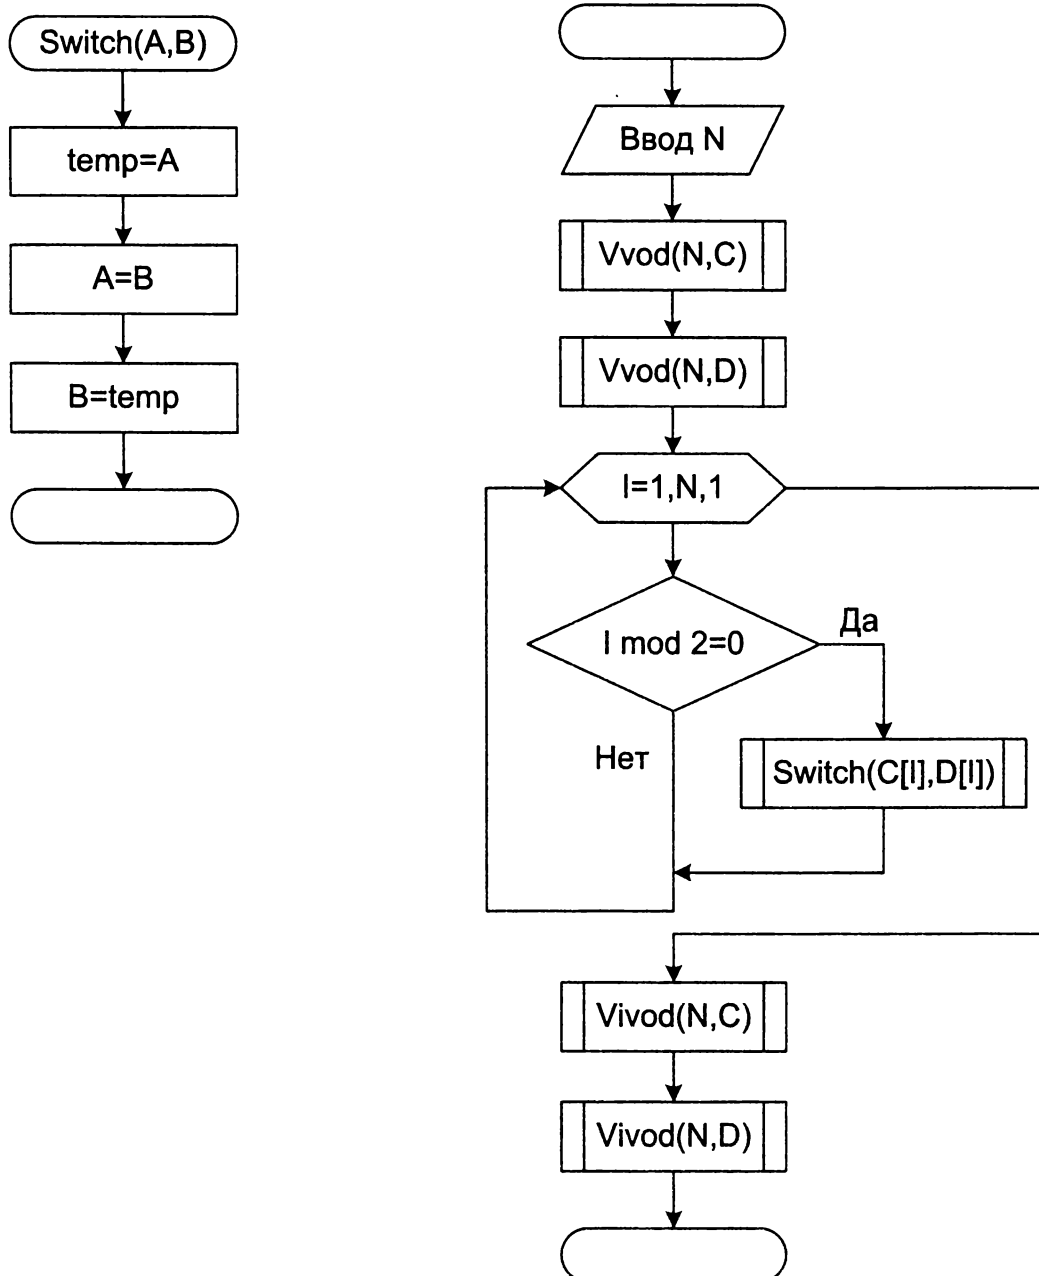 Switch(A,B)
temp=A
A=B
B=temp
Ввод N
Vvod(N,C)
Vvod(N,D)
I=1,N,1
I mod 2=0
Да
Нет
Switch(C[I],D[I])
Vivod(N,C)
Vivod(N,D)